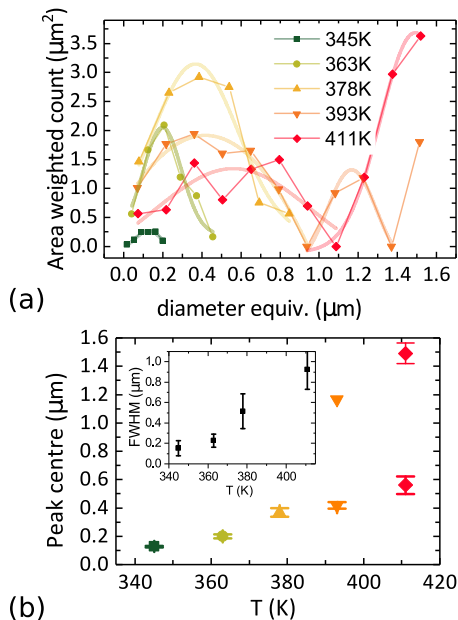 (a)
Area weighted count (μm²)
3.5
3.0
2.5
2.0
1.5
1.0
0.5
0.0
345K
363K
378K
393K
411K
0.0 0.2 0.4 0.6 0.8 1.0 1.2 1.4 1.6
diameter equiv. (μm)
(b)
Peak centre (μm)
1.6
1.4
1.2
1.0
0.8
0.6
0.4
0.2
0.0
FWHM (μm)
1.0
0.8
0.6
0.4
0.2
0.0
340 360 380 400
T (K)
340 360 380 400 420
T (K)